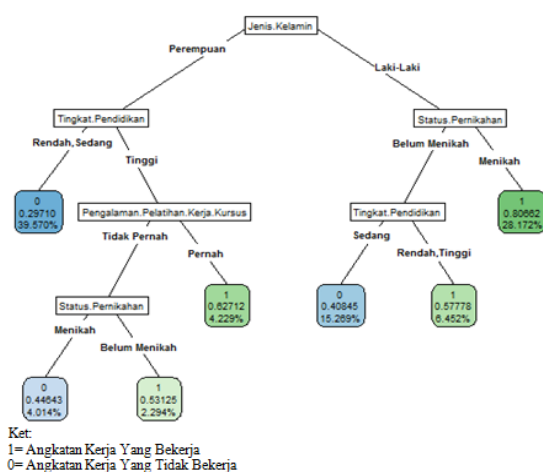 Jenis.Kelamin
Perempuan
Laki-Laki
Tingkat.Pendidikan
Status.Pernikahan
Rendah,Sedang
Tinggi
Belum Menikah
Menikah
0
0.29710
39.570%
Pengalaman.Pelatihan.Kerja.Kursus
Tingkat.Pendidikan
1
0.80662
28.172%
Tidak Pernah
Pernah
Sedang
Rendah,Tinggi
Status.Pernikahan
1
0.62712
4.229%
0
0.40845
15.269%
1
0.57778
6.452%
Menikah
Belum Menikah
0
0.44643
4.014%
1
0.53125
2.294%
Ket:
1= Angkatan Kerja Yang Bekerja
0= Angkatan Kerja Yang Tidak Bekerja